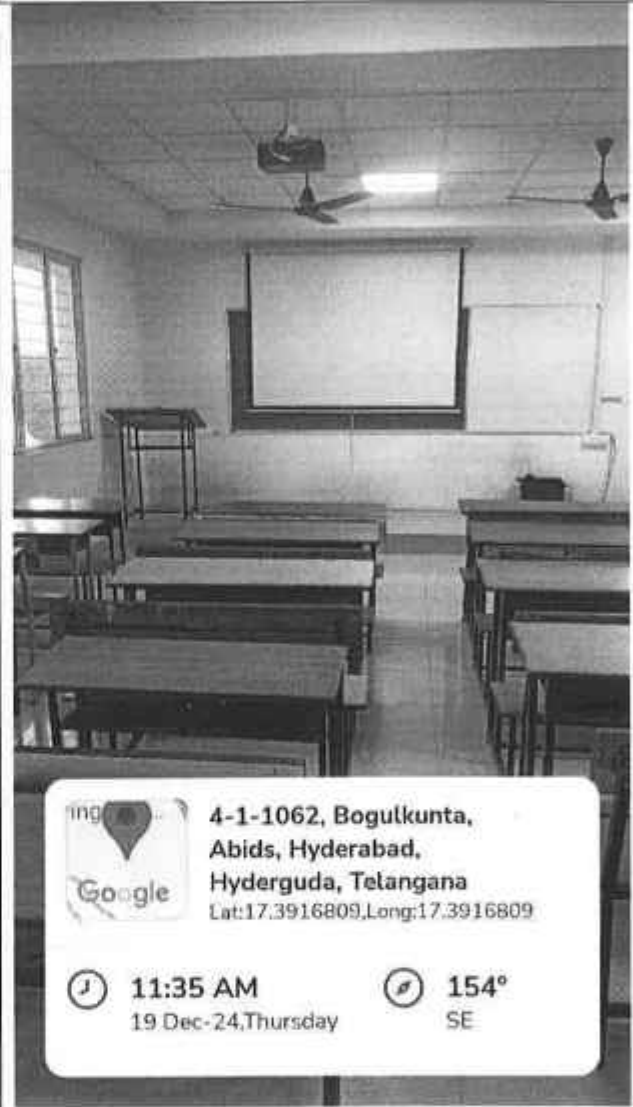 Google
4-1-1062, Bogulkunta,
Abids, Hyderabad,
Hyderguda, Telangana
Lat:17.3916809,Long:17.3916809
11:35 AM
19 Dec-24,Thursday
154°
SE